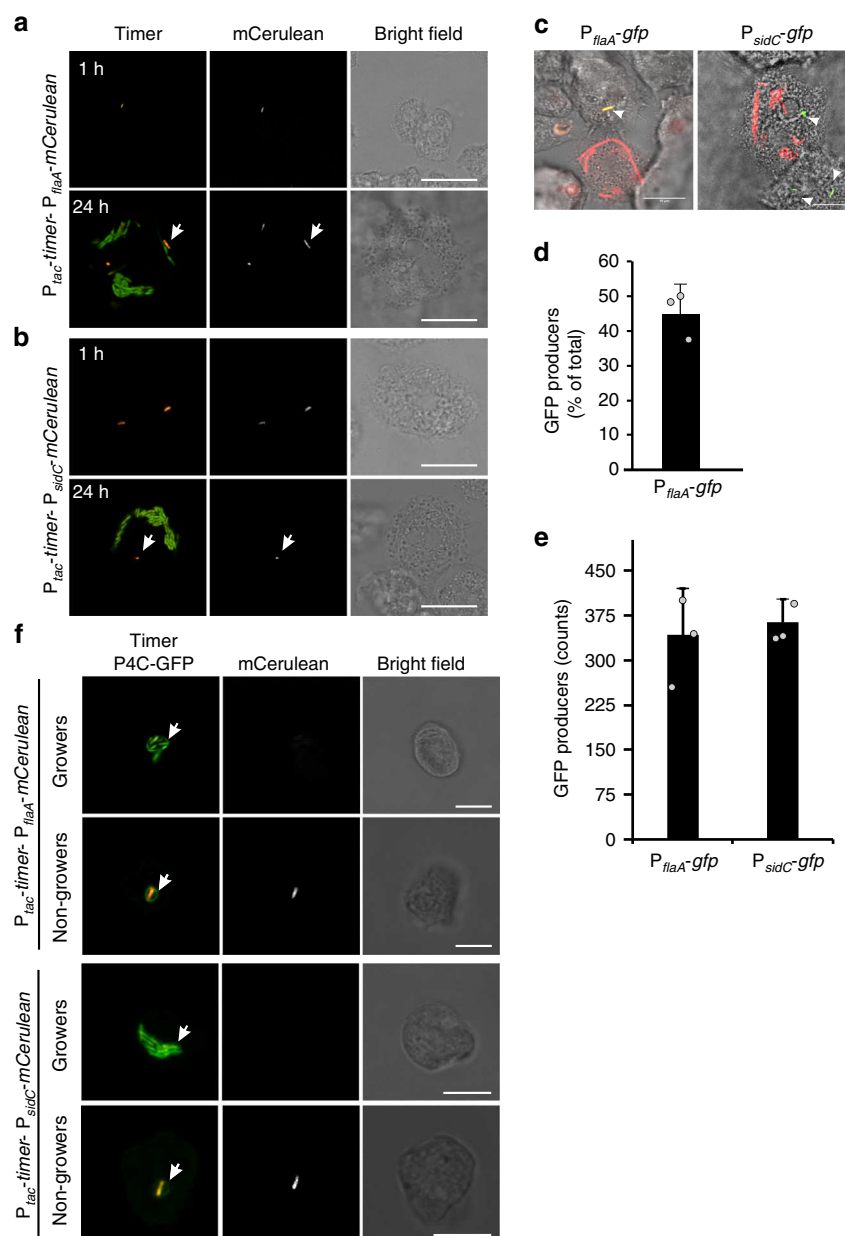 a
Timer mCerulean Bright field
1 h
24 h
Ptac-timer- PflaA-mCerulean
b
1 h
24 h
Ptac-timer- PsidC-mCerulean
c
PflaA-gfp PsidC-gfp
d
60
50
40
30
20
10
0
GFP producers
(% of total)
PflaA-gfp
e
450
375
300
225
150
75
0
GFP producers (counts)
PflaA-gfp PsidC-gfp
f
Timer
P4C-GFP mCerulean Bright field
Ptac-timer- PflaA-mCerulean
Growers
Non-growers
Ptac-timer- PsidC-mCerulean
Growers
Non-growers